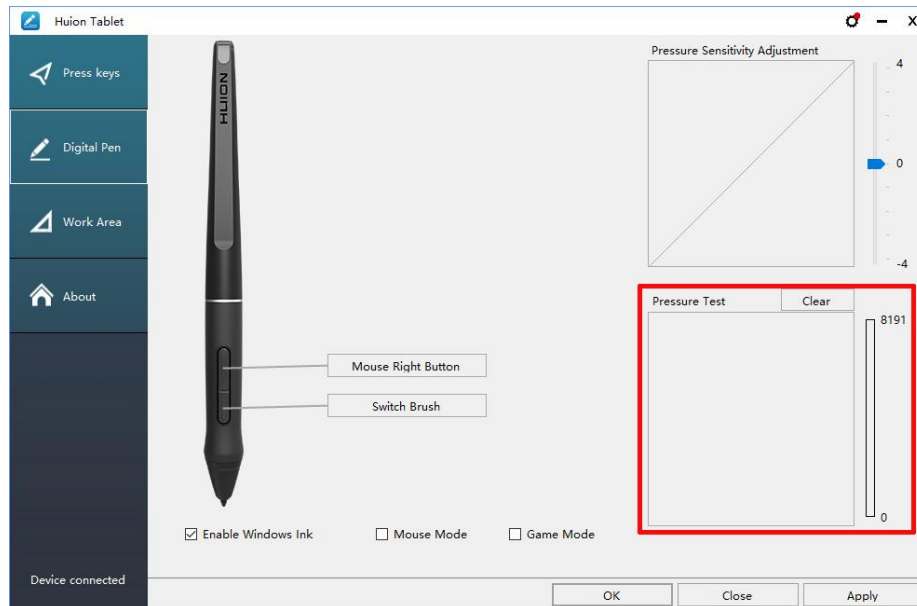 Huion Tablet
Press keys
Digital Pen
Work Area
About
Device connected
HUION
Mouse Right Button
Switch Brush
Enable Windows Ink
Mouse Mode
Game Mode
Pressure Sensitivity Adjustment
4
0
-4
Pressure Test
Clear
8191
0
OK
Close
Apply